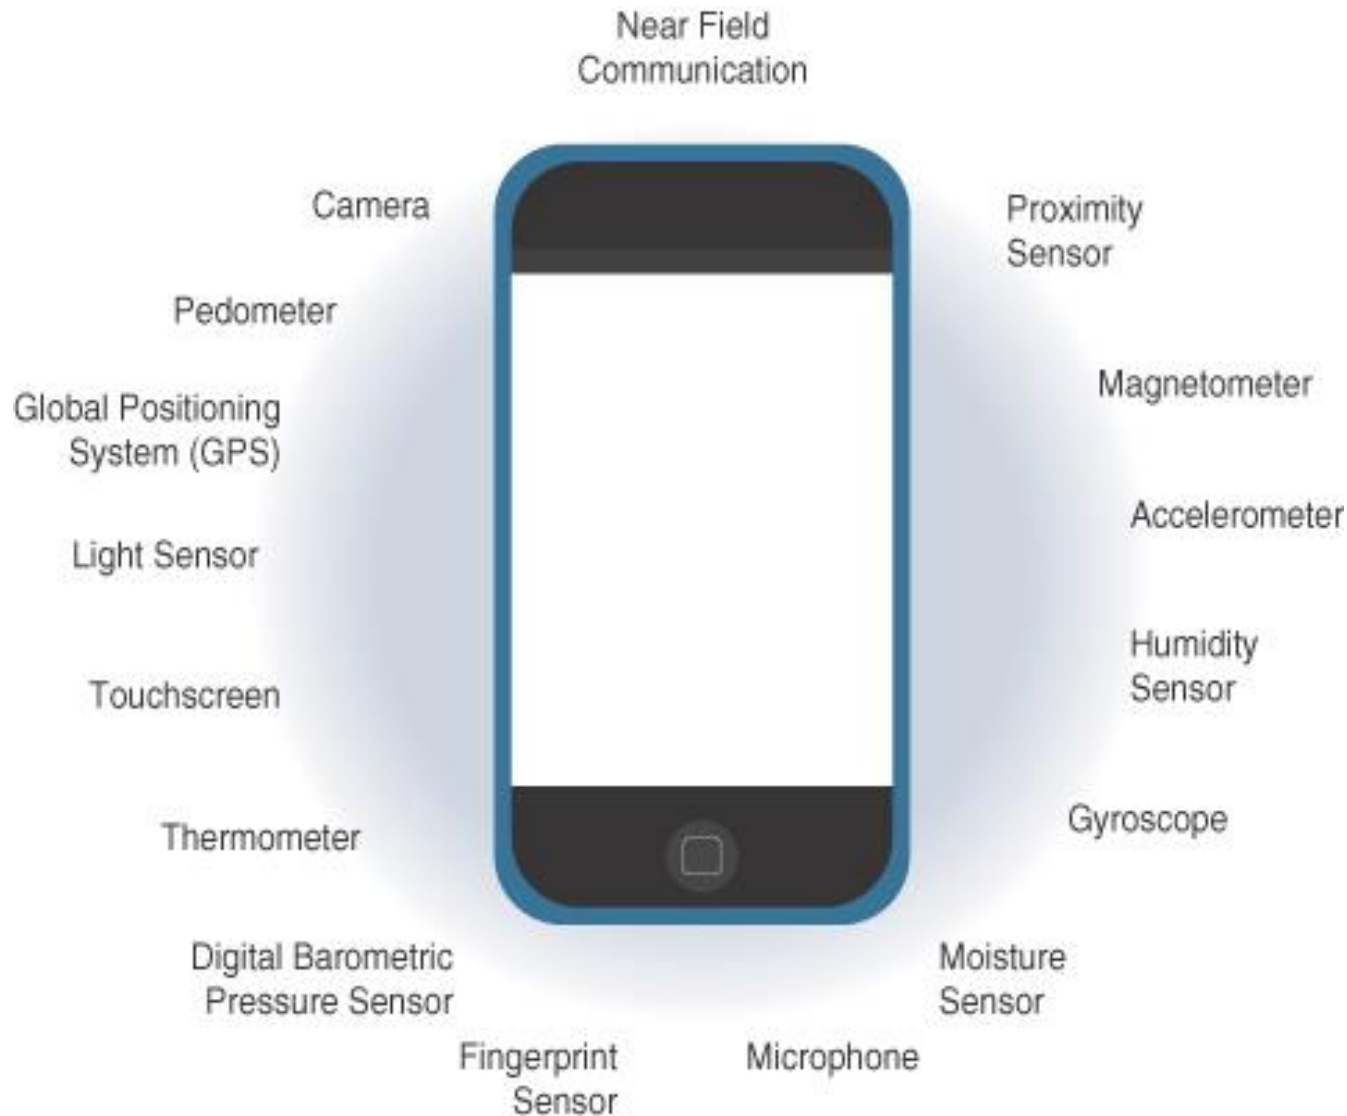 Near Field
Communication
Camera
Proximity
Sensor
Pedometer
Magnetometer
Global Positioning
System (GPS)
Accelerometer
Light Sensor
Humidity
Sensor
Touchscreen
Gyroscope
Thermometer
Digital Barometric
Pressure Sensor
Moisture
Sensor
Fingerprint
Sensor
Microphone